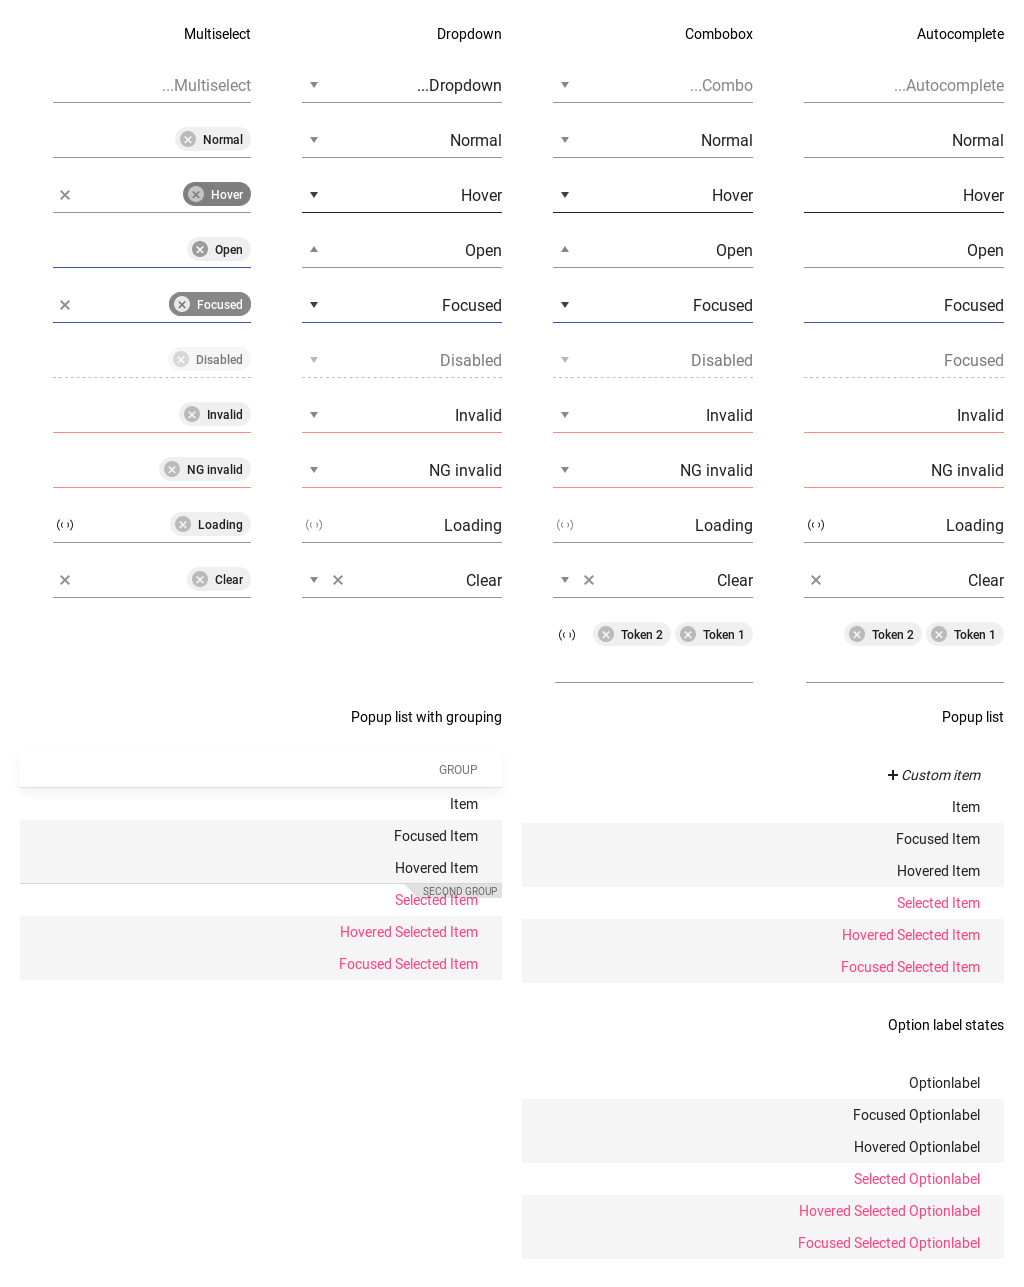 Multiselect Dropdown Combobox Autocomplete
...Multiselect ...Dropdown ...Combo ...Autocomplete
Normal Normal Normal Normal
Hover Hover Hover Hover
Open Open Open Open
Focused Focused Focused Focused
Disabled Disabled Disabled Focused
Invalid Invalid Invalid Invalid
NG invalid NG invalid NG invalid NG invalid
Loading Loading Loading Loading
Clear Clear Clear Clear
Token 2 Token 1 Token 2 Token 1
Popup list with grouping
GROUP
Item
Focused Item
Hovered Item
SECOND GROUP
Selected Item
Hovered Selected Item
Focused Selected Item
Popup list
Custom item
Item
Focused Item
Hovered Item
Selected Item
Hovered Selected Item
Focused Selected Item
Option label states
Optionlabel
Focused Optionlabel
Hovered Optionlabel
Selected Optionlabel
Hovered Selected Optionlabel
Focused Selected Optionlabel